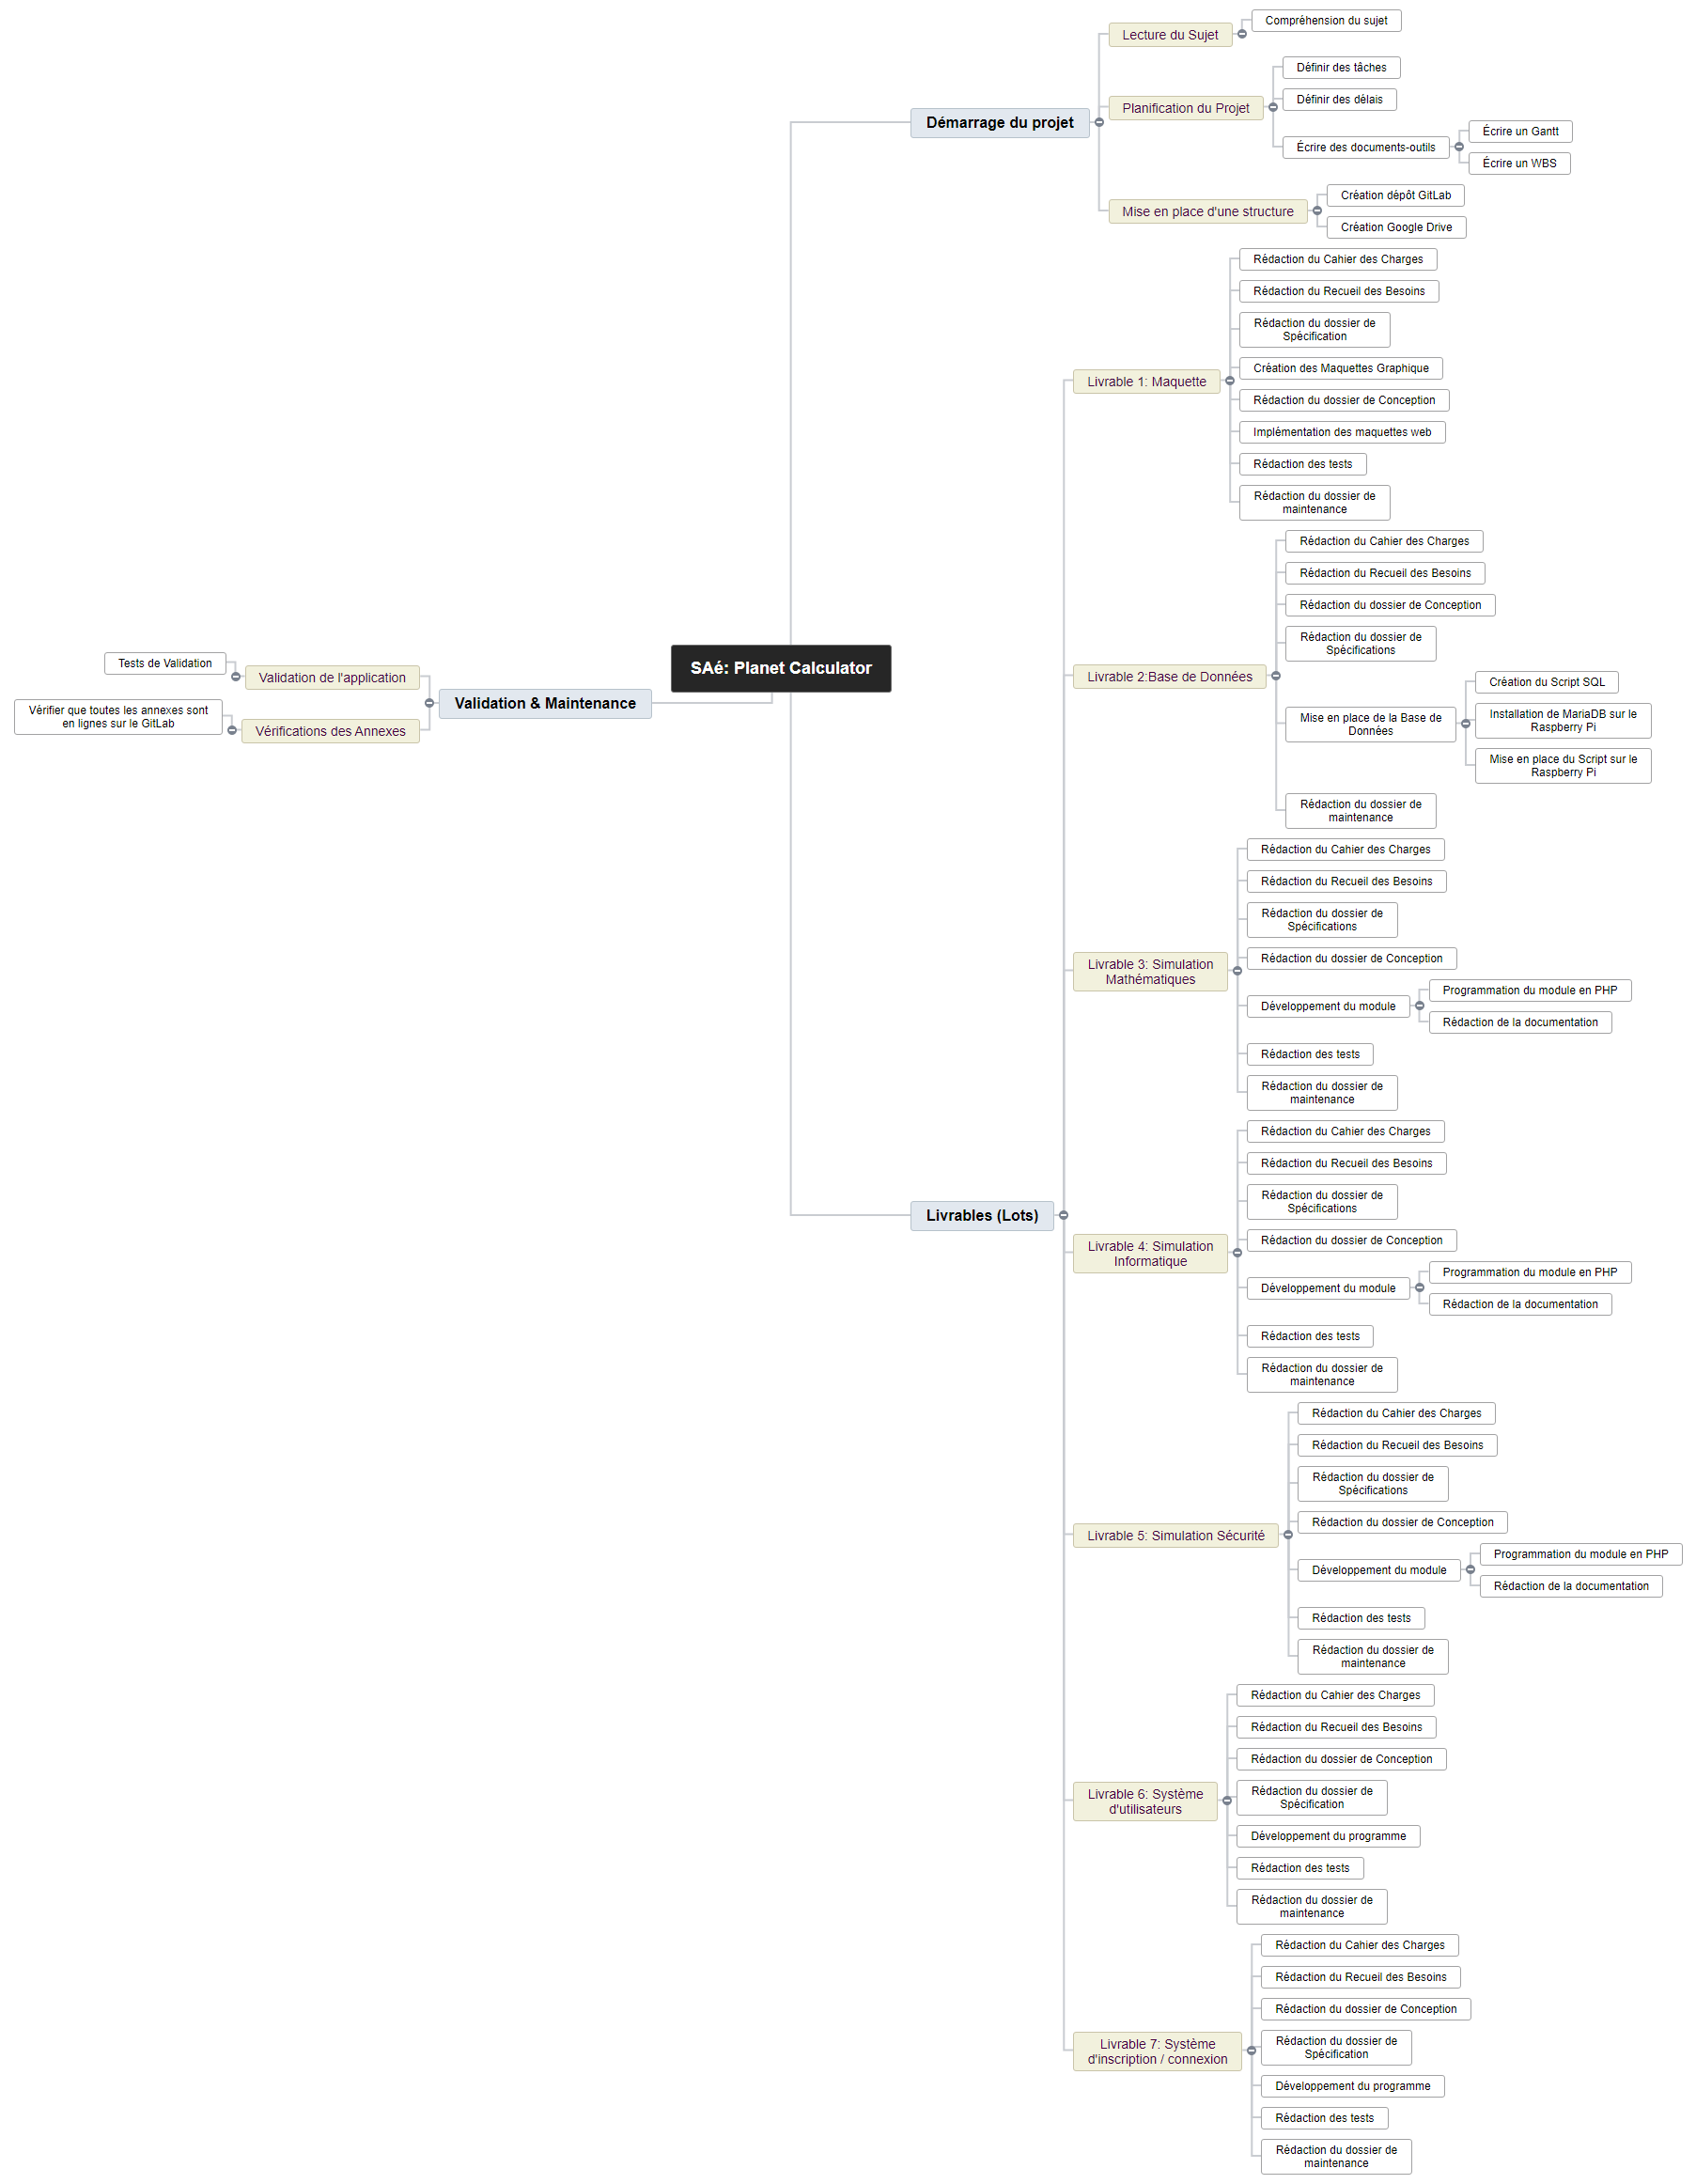 SAé: Planet Calculator
Démarrage du projet
Lecture du Sujet
Compréhension du sujet
Planification du Projet
Définir des tâches
Définir des délais
Écrire des documents-outils
Écrire un Gantt
Écrire un WBS
Mise en place d'une structure
Création dépôt GitLab
Création Google Drive
Livrables (Lots)
Livrable 1: Maquette
Rédaction du Cahier des Charges
Rédaction du Recueil des Besoins
Rédaction du dossier de
Spécification
Création des Maquettes Graphique
Rédaction du dossier de Conception
Implémentation des maquettes web
Rédaction des tests
Rédaction du dossier de
maintenance
Livrable 2:Base de Données
Rédaction du Cahier des Charges
Rédaction du Recueil des Besoins
Rédaction du dossier de Conception
Rédaction du dossier de
Spécifications
Mise en place de la Base de
Données
Création du Script SQL
Installation de MariaDB sur le
Raspberry Pi
Mise en place du Script sur le
Raspberry Pi
Rédaction du dossier de
maintenance
Livrable 3: Simulation
Mathématiques
Rédaction du Cahier des Charges
Rédaction du Recueil des Besoins
Rédaction du dossier de
Spécifications
Rédaction du dossier de Conception
Développement du module
Programmation du module en PHP
Rédaction de la documentation
Rédaction des tests
Rédaction du dossier de
maintenance
Livrable 4: Simulation
Informatique
Rédaction du Cahier des Charges
Rédaction du Recueil des Besoins
Rédaction du dossier de
Spécifications
Rédaction du dossier de Conception
Développement du module
Programmation du module en PHP
Rédaction de la documentation
Rédaction des tests
Rédaction du dossier de
maintenance
Livrable 5: Simulation Sécurité
Rédaction du Cahier des Charges
Rédaction du Recueil des Besoins
Rédaction du dossier de
Spécifications
Rédaction du dossier de Conception
Développement du module
Programmation du module en PHP
Rédaction de la documentation
Rédaction des tests
Rédaction du dossier de
maintenance
Livrable 6: Système
d'utilisateurs
Rédaction du Cahier des Charges
Rédaction du Recueil des Besoins
Rédaction du dossier de Conception
Rédaction du dossier de
Spécification
Développement du programme
Rédaction des tests
Rédaction du dossier de
maintenance
Livrable 7: Système
d'inscription / connexion
Rédaction du Cahier des Charges
Rédaction du Recueil des Besoins
Rédaction du dossier de Conception
Rédaction du dossier de
Spécification
Développement du programme
Rédaction des tests
Rédaction du dossier de
maintenance
Validation & Maintenance
Validation de l'application
Tests de Validation
Vérifications des Annexes
Vérifier que toutes les annexes sont
en lignes sur le GitLab